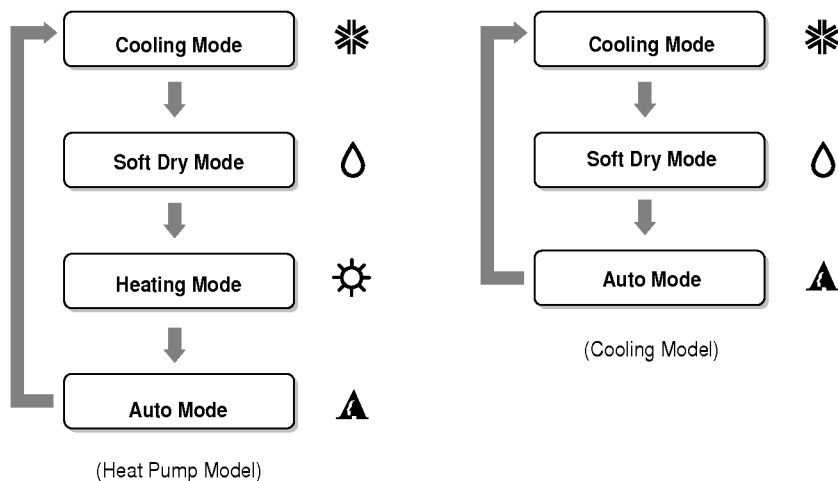 Cooling Mode
Soft Dry Mode
Heating Mode
Auto Mode
(Heat Pump Model)
Cooling Mode
Soft Dry Mode
Auto Mode
(Cooling Model)